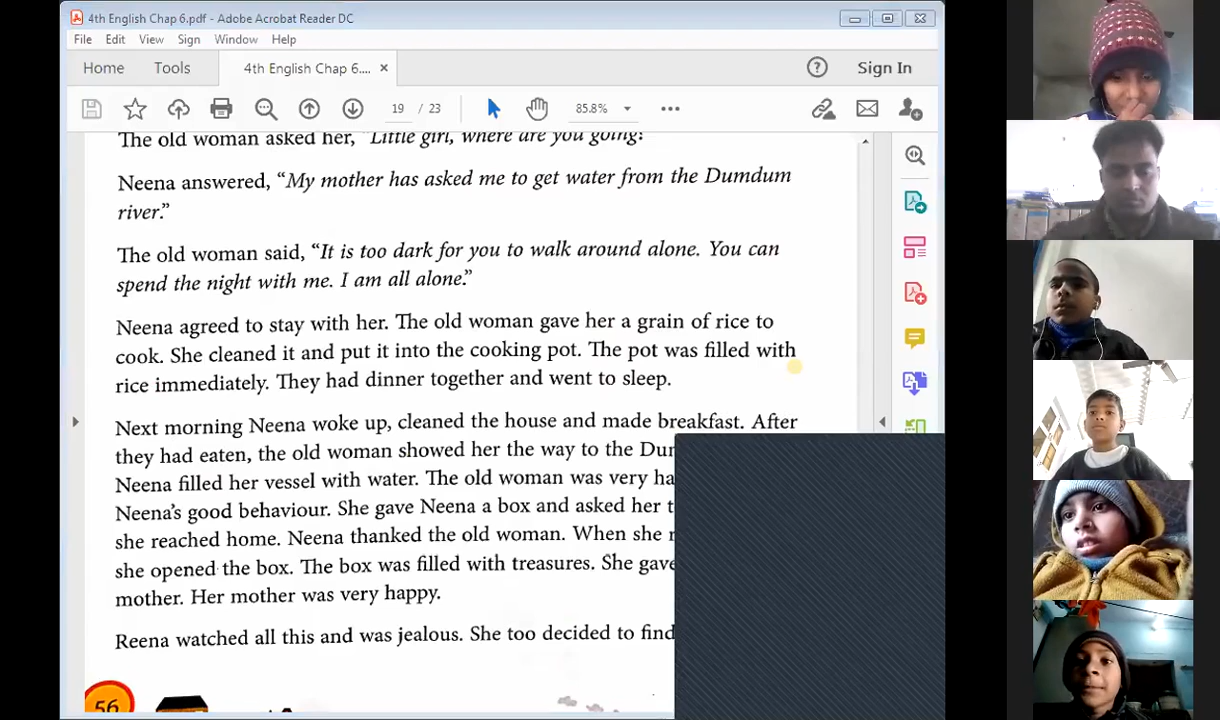 4th English Chap 6.pdf - Adobe Acrobat Reader DC
File Edit View Sign Window Help
Home Tools 4th English Chap 6.... × ? Sign In
19 / 23 85.8%
The old woman asked her, "Little girl, where are you going?
Neena answered, “My mother has asked me to get water from the Dumdum
river.”
The old woman said, “It is too dark for you to walk around alone. You can
spend the night with me. I am all alone.”
Neena agreed to stay with her. The old woman gave her a grain of rice to
cook. She cleaned it and put it into the cooking pot. The pot was filled with
rice immediately. They had dinner together and went to sleep.
Next morning Neena woke up, cleaned the house and made breakfast. After
they had eaten, the old woman showed her the way to the Dum
Neena filled her vessel with water. The old woman was very ha
Neena’s good behaviour. She gave Neena a box and asked her t
she reached home. Neena thanked the old woman. When she r
she opened the box. The box was filled with treasures. She gave
mother. Her mother was very happy.
Reena watched all this and was jealous. She too decided to find
56